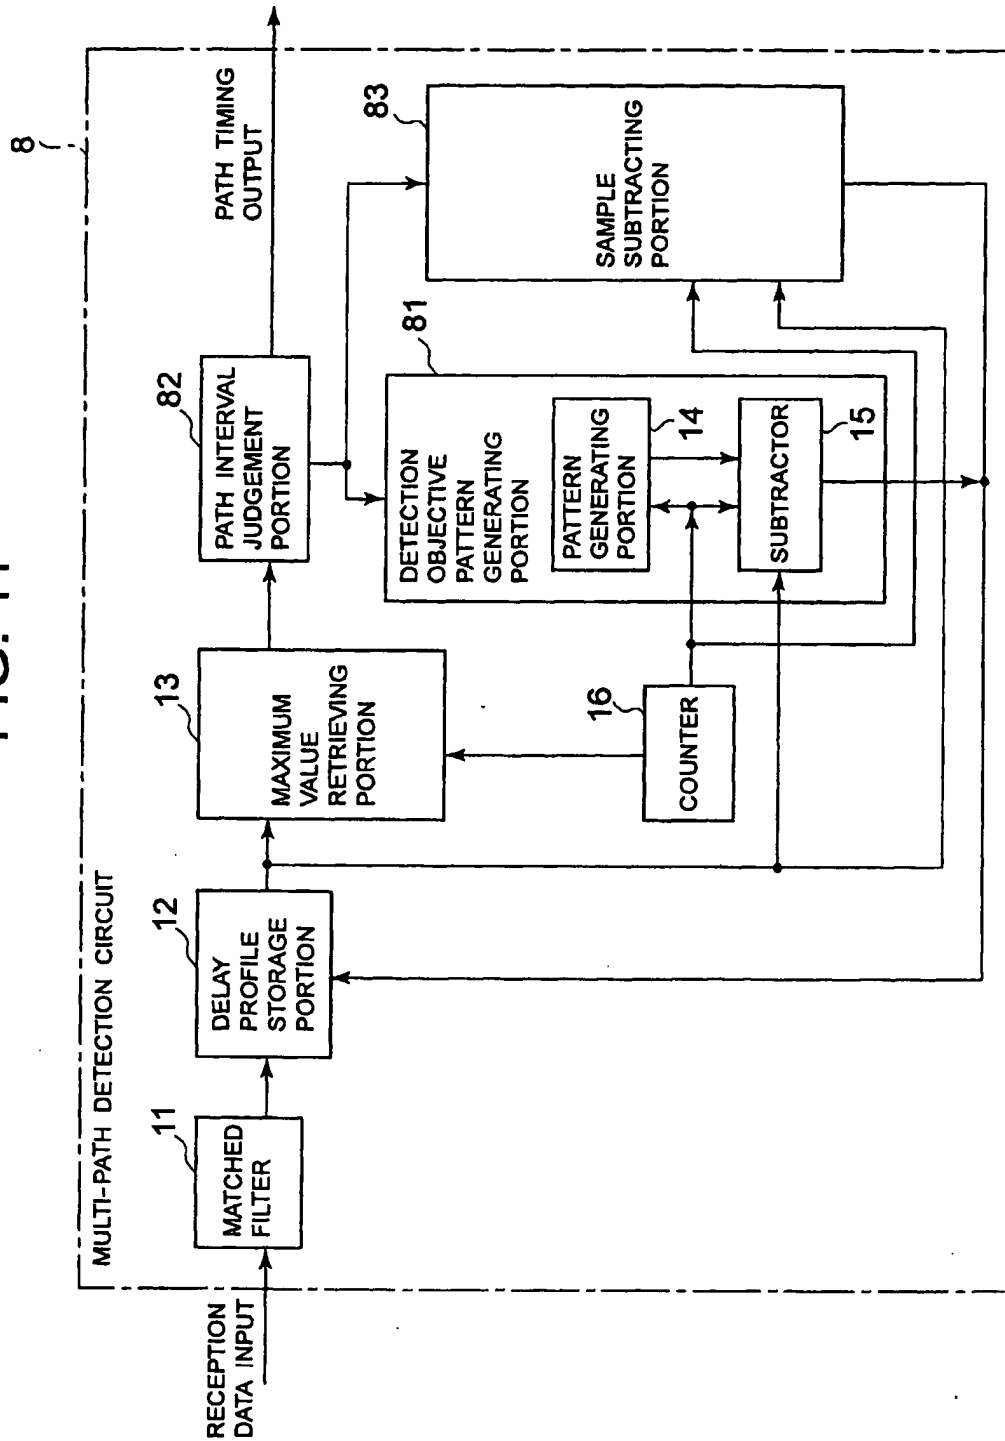 8
MULTI-PATH DETECTION CIRCUIT
RECEPTION
DATA INPUT
11
MATCHED
FILTER
12
DELAY
PROFILE
STORAGE
PORTION
13
MAXIMUM
VALUE
RETRIEVING
PORTION
82
PATH INTERVAL
JUDGEMENT
PORTION
PATH TIMING
OUTPUT
16
COUNTER
81
DETECTION
OBJECTIVE
PATTERN
GENERATING
PORTION
PATTERN
GENERATING
PORTION
14
SUBTRACTOR
15
83
SAMPLE
SUBTRACTING
PORTION